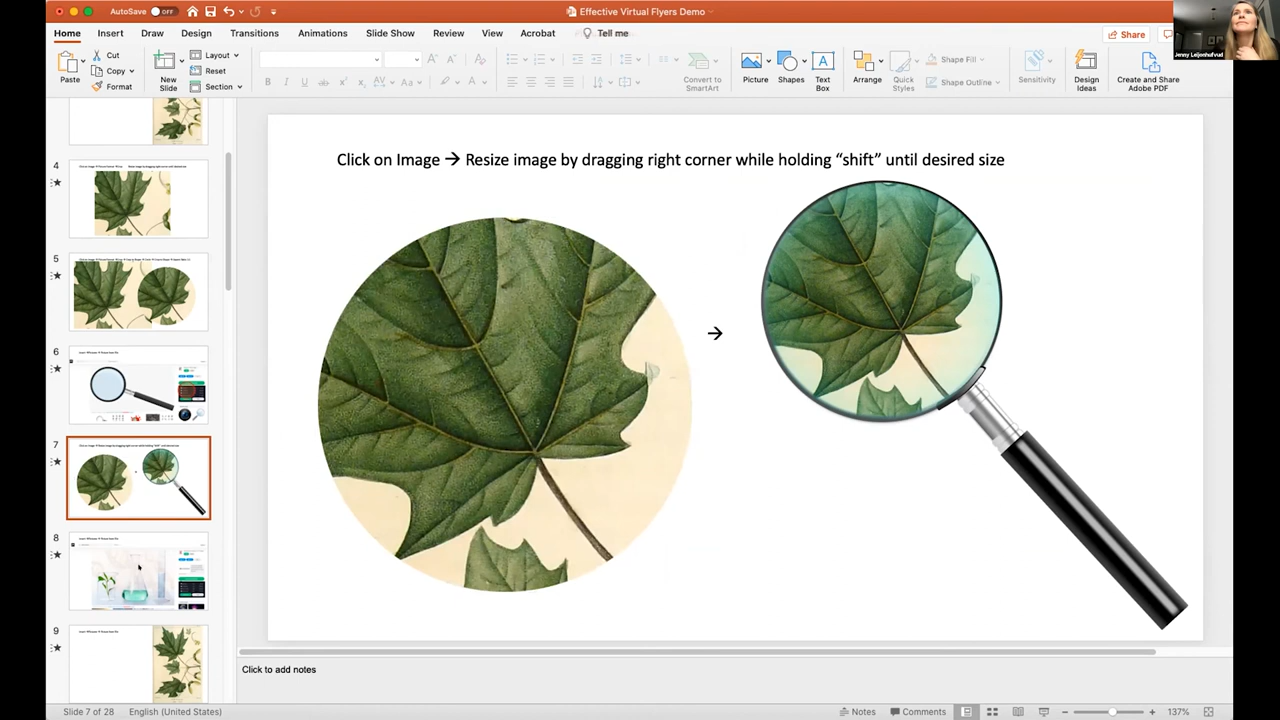 AutoSave OFF
Effective Virtual Flyers Demo
Home Insert Draw Design Transitions Animations Slide Show Review View Acrobat Tell me
Share
Jenny Leijonhufvud
Paste
Cut
Copy
Format
New
Slide
Layout
Reset
Section
Convert to
SmartArt
Picture
Shapes
Text
Box
Arrange
Quick
Styles
Shape Fill
Shape Outline
Sensitivity
Design
Ideas
Create and Share
Adobe PDF
4
5
6
7
8
9
Click on Image → Resize image by dragging right corner while holding “shift” until desired size
→
Click to add notes
Slide 7 of 28 English (United States)
Notes Comments 137%